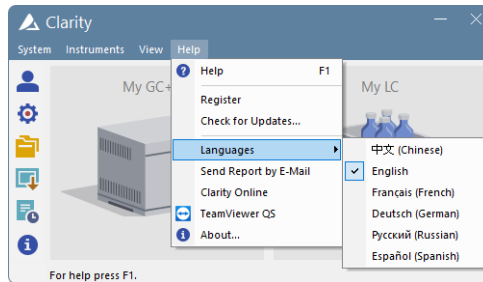 Clarity
System Instruments View Help
My GC+
My LC
Help F1
Register
Check for Updates...
Languages
Send Report by E-Mail
Clarity Online
TeamViewer QS
About...
中文 (Chinese)
English
Français (French)
Deutsch (German)
Русский (Russian)
Español (Spanish)
For help press F1.